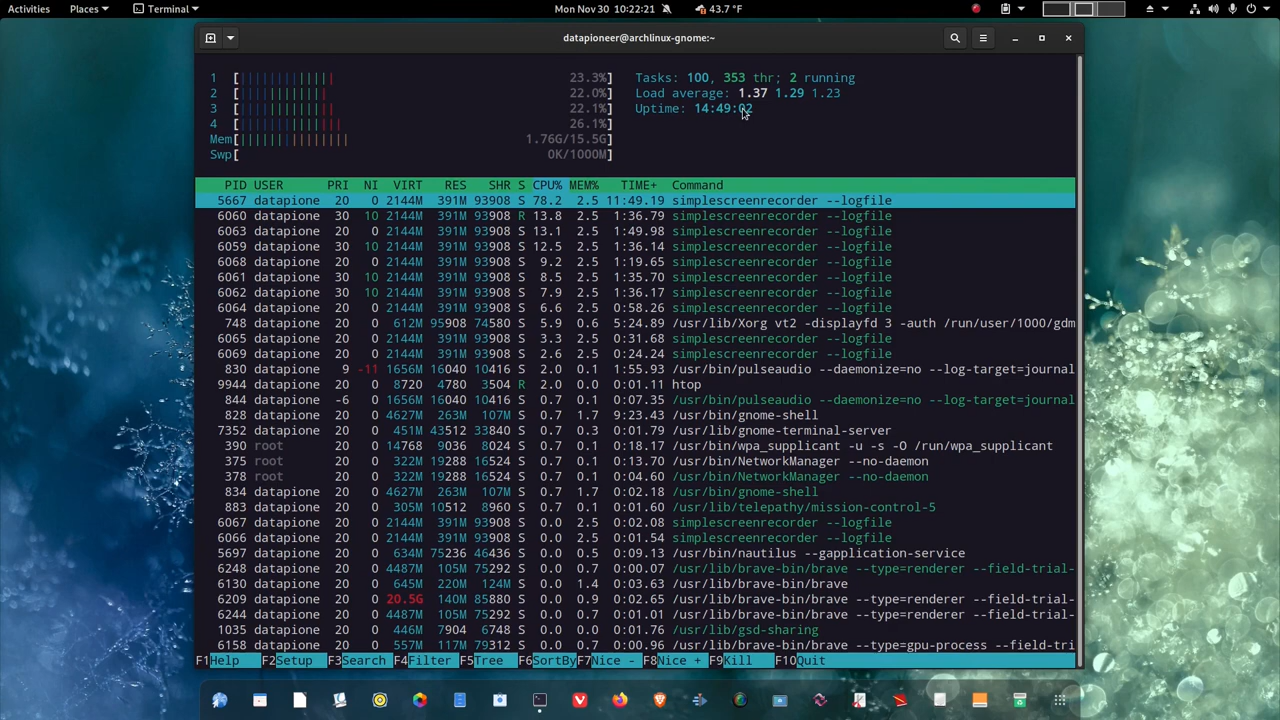 Activities Places Terminal Mon Nov 30 10:22:21 43.7 °F
datapioneer@archlinux-gnome:~
1 [ 23.3%] Tasks: 100, 353 thr; 2 running
2 [ 22.0%] Load average: 1.37 1.29 1.23
3 [ 22.1%] Uptime: 14:49:02
4 [ 26.1%]
Mem[ 1.76G/15.5G]
Swp[ 0K/1000M]
PID USER PRI NI VIRT RES SHR S CPU% MEM% TIME+ Command
5667 datapione 20 0 2144M 391M 93908 S 78.2 2.5 11:49.19 simplescreenrecorder --logfile
6060 datapione 30 10 2144M 391M 93908 R 13.8 2.5 1:36.79 simplescreenrecorder --logfile
6063 datapione 20 0 2144M 391M 93908 S 13.1 2.5 1:49.98 simplescreenrecorder --logfile
6059 datapione 30 10 2144M 391M 93908 S 12.5 2.5 1:36.14 simplescreenrecorder --logfile
6068 datapione 20 0 2144M 391M 93908 S 9.2 2.5 1:19.65 simplescreenrecorder --logfile
6061 datapione 30 10 2144M 391M 93908 S 8.5 2.5 1:35.70 simplescreenrecorder --logfile
6062 datapione 30 10 2144M 391M 93908 S 7.9 2.5 1:36.17 simplescreenrecorder --logfile
6064 datapione 20 0 2144M 391M 93908 S 6.6 2.5 0:58.26 simplescreenrecorder --logfile
748 datapione 20 0 612M 95908 74580 S 5.9 0.6 5:24.89 /usr/lib/Xorg vt2 -displayfd 3 -auth /run/user/1000/gdm
6065 datapione 20 0 2144M 391M 93908 S 3.3 2.5 0:31.68 simplescreenrecorder --logfile
6069 datapione 20 0 2144M 391M 93908 S 2.6 2.5 0:24.24 simplescreenrecorder --logfile
830 datapione 9 -11 1656M 16040 10416 S 2.0 0.1 1:55.93 /usr/bin/pulseaudio --daemonize=no --log-target=journal
9944 datapione 20 0 8720 4780 3504 R 2.0 0.0 0:01.11 htop
844 datapione -6 0 1656M 16040 10416 S 0.7 0.1 0:07.35 /usr/bin/pulseaudio --daemonize=no --log-target=journal
828 datapione 20 0 4627M 263M 107M S 0.7 1.7 9:23.43 /usr/bin/gnome-shell
7352 datapione 20 0 451M 43512 33840 S 0.7 0.3 0:01.79 /usr/lib/gnome-terminal-server
390 root 20 0 14768 9036 8024 S 0.7 0.1 0:18.17 /usr/bin/wpa_supplicant -u -s -O /run/wpa_supplicant
375 root 20 0 322M 19288 16524 S 0.7 0.1 0:13.70 /usr/bin/NetworkManager --no-daemon
378 root 20 0 322M 19288 16524 S 0.7 0.1 0:04.60 /usr/bin/NetworkManager --no-daemon
834 datapione 20 0 4627M 263M 107M S 0.7 1.7 0:02.18 /usr/bin/gnome-shell
883 datapione 20 0 305M 10512 8960 S 0.7 0.1 0:01.60 /usr/lib/telepathy/mission-control-5
6067 datapione 20 0 2144M 391M 93908 S 0.0 2.5 0:02.08 simplescreenrecorder --logfile
6066 datapione 20 0 2144M 391M 93908 S 0.0 2.5 0:01.54 simplescreenrecorder --logfile
5697 datapione 20 0 634M 75236 46436 S 0.0 0.5 0:09.13 /usr/bin/nautilus --gapplication-service
6248 datapione 20 0 4487M 105M 75292 S 0.0 0.7 0:00.07 /usr/lib/brave-bin/brave --type=renderer --field-trial-
6130 datapione 20 0 645M 220M 124M S 0.0 1.4 0:03.63 /usr/lib/brave-bin/brave
6209 datapione 20 0 20.5G 140M 85880 S 0.0 0.9 0:02.65 /usr/lib/brave-bin/brave --type=renderer --field-trial-
6244 datapione 20 0 4487M 105M 75292 S 0.0 0.7 0:01.01 /usr/lib/brave-bin/brave --type=renderer --field-trial-
1035 datapione 20 0 446M 7904 6748 S 0.0 0.0 0:01.76 /usr/lib/gsd-sharing
6158 datapione 20 0 557M 117M 79312 S 0.0 0.7 0:00.96 /usr/lib/brave-bin/brave --type=gpu-process --field-tri
F1Help F2Setup F3Search F4Filter F5Tree F6SortBy F7Nice - F8Nice + F9Kill F10Quit